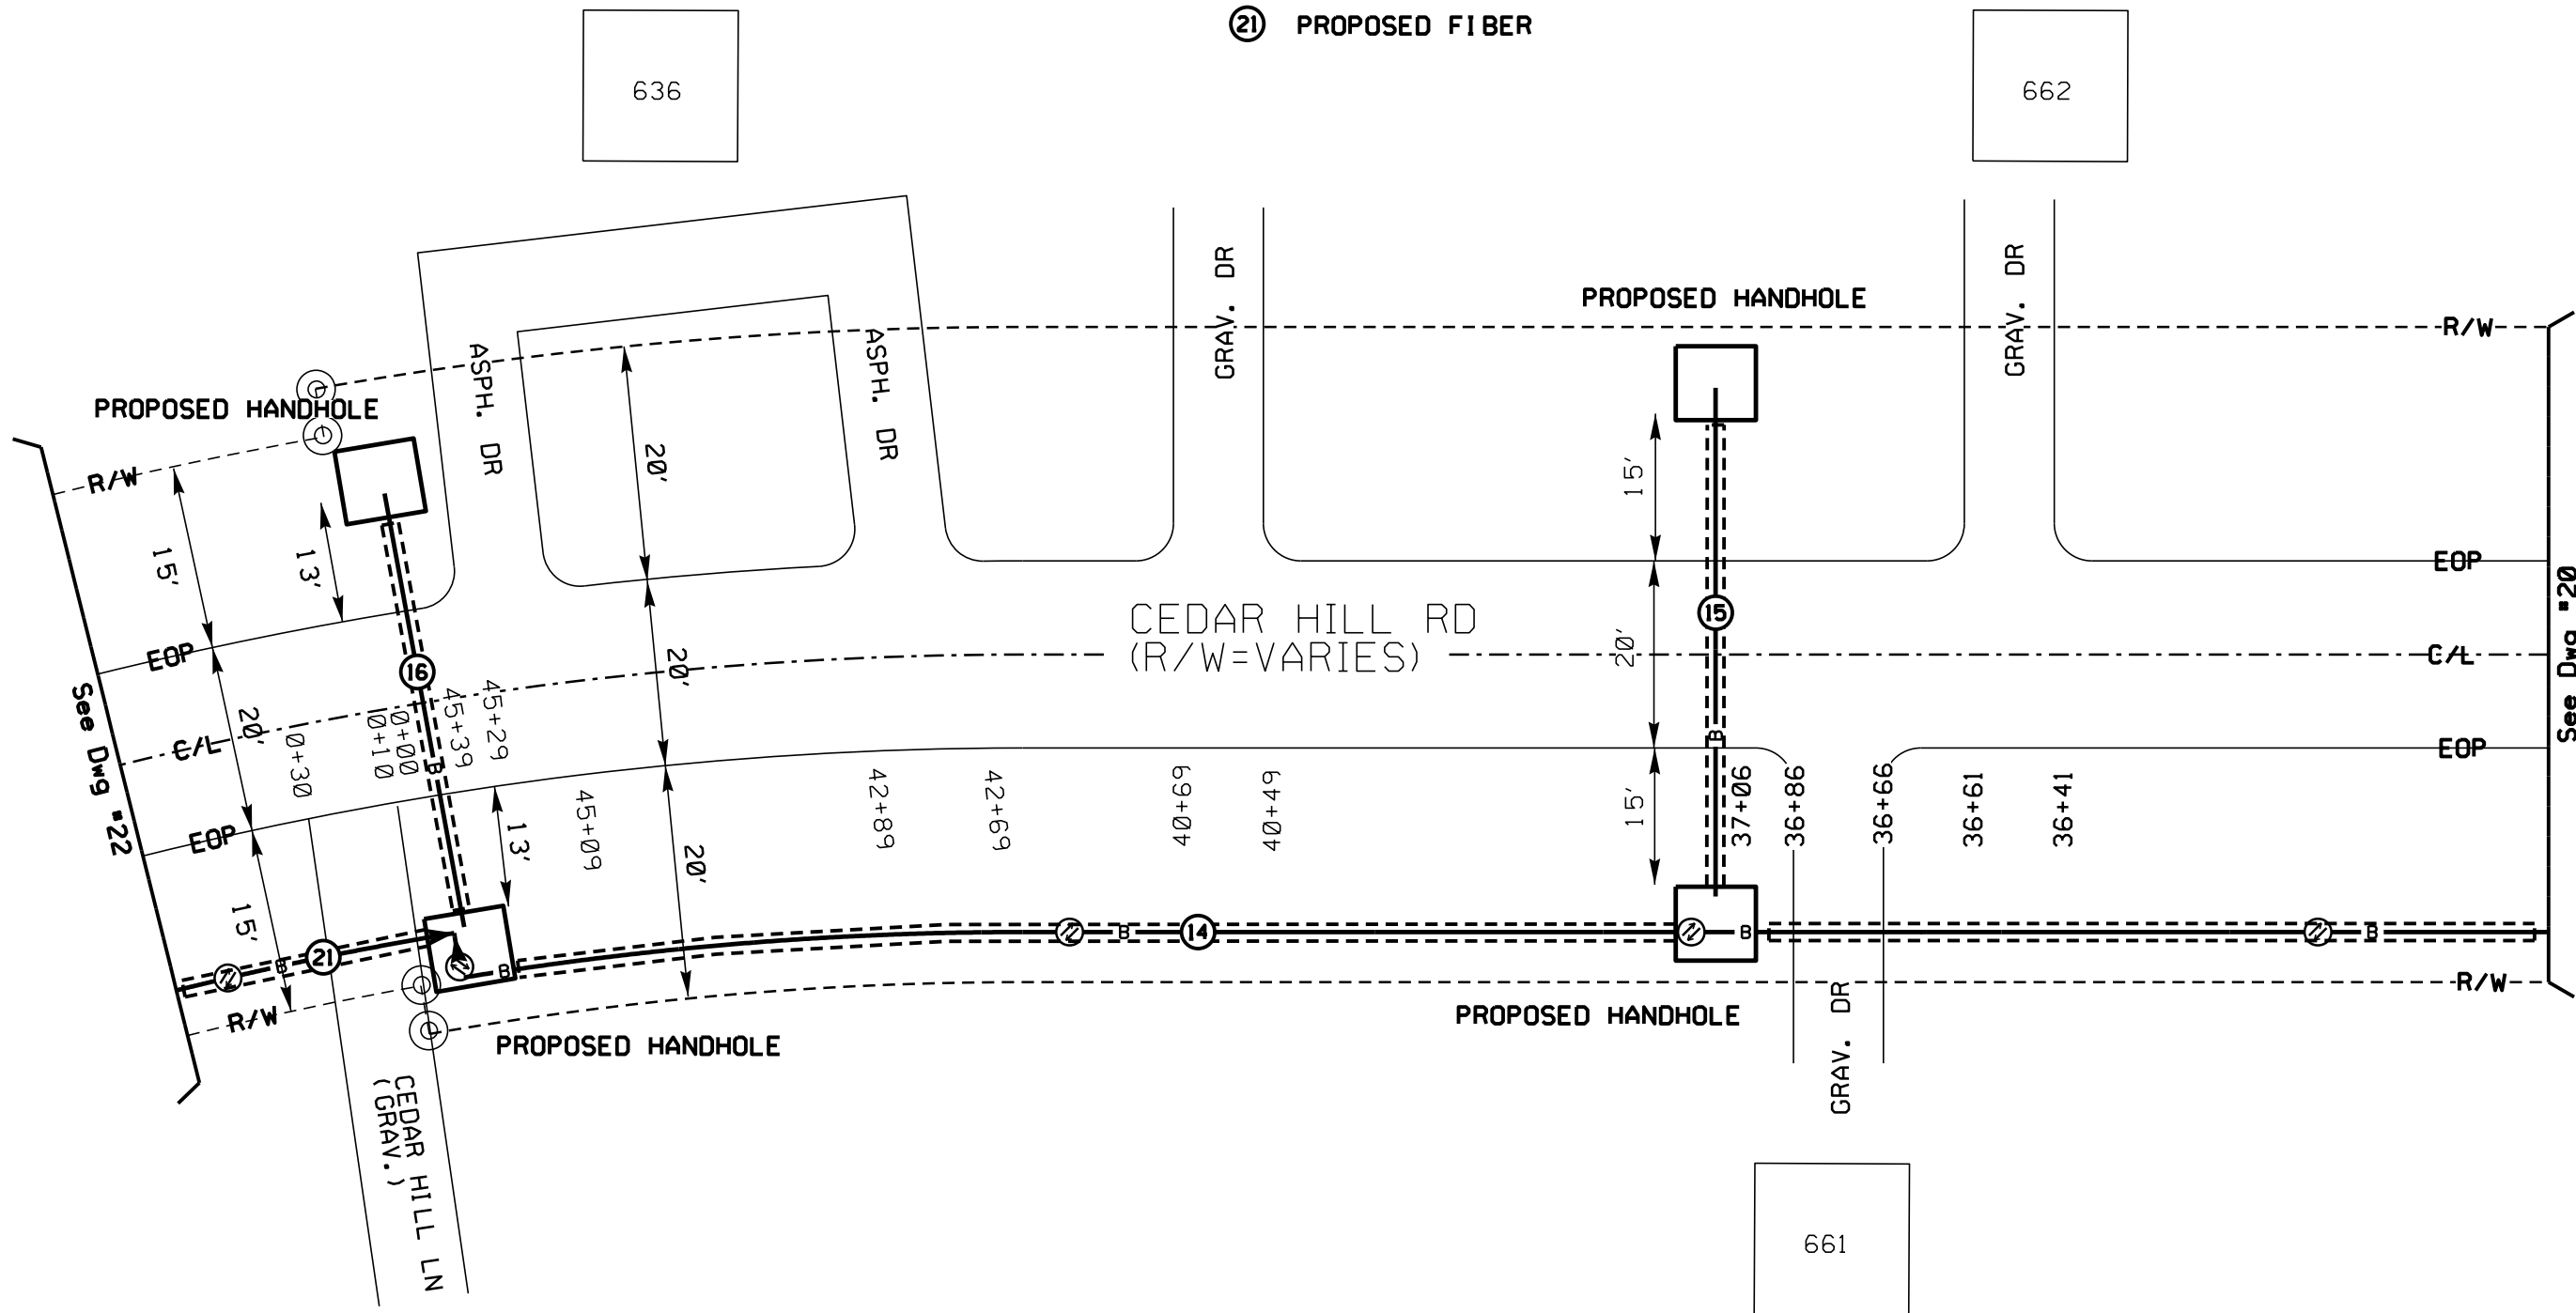 21 PROPOSED FIBER
636
662
PROPOSED HANDHOLE
R/W
GRAV. DR
GRAV. DR
ASPH. DR
ASPH. DR
PROPOSED HANDHOLE
R/W
20'
15'
15'
13'
EOP
EOP
CEDAR HILL RD
(R/W=VARIES)
15
16
20'
20'
20'
C/L
C/L
See Dwg #20
See Dwg #22
B
B
EOP
EOP
0+30
0+10
0+00
45+39
45+29
45+09
42+89
42+69
40+69
40+49
37+06
36+86
36+66
36+61
36+41
13'
20'
15'
15'
21
B
B
B
14
B
B
R/W
R/W
PROPOSED HANDHOLE
PROPOSED HANDHOLE
GRAV. DR
CEDAR HILL LN
(GRAV.)
661